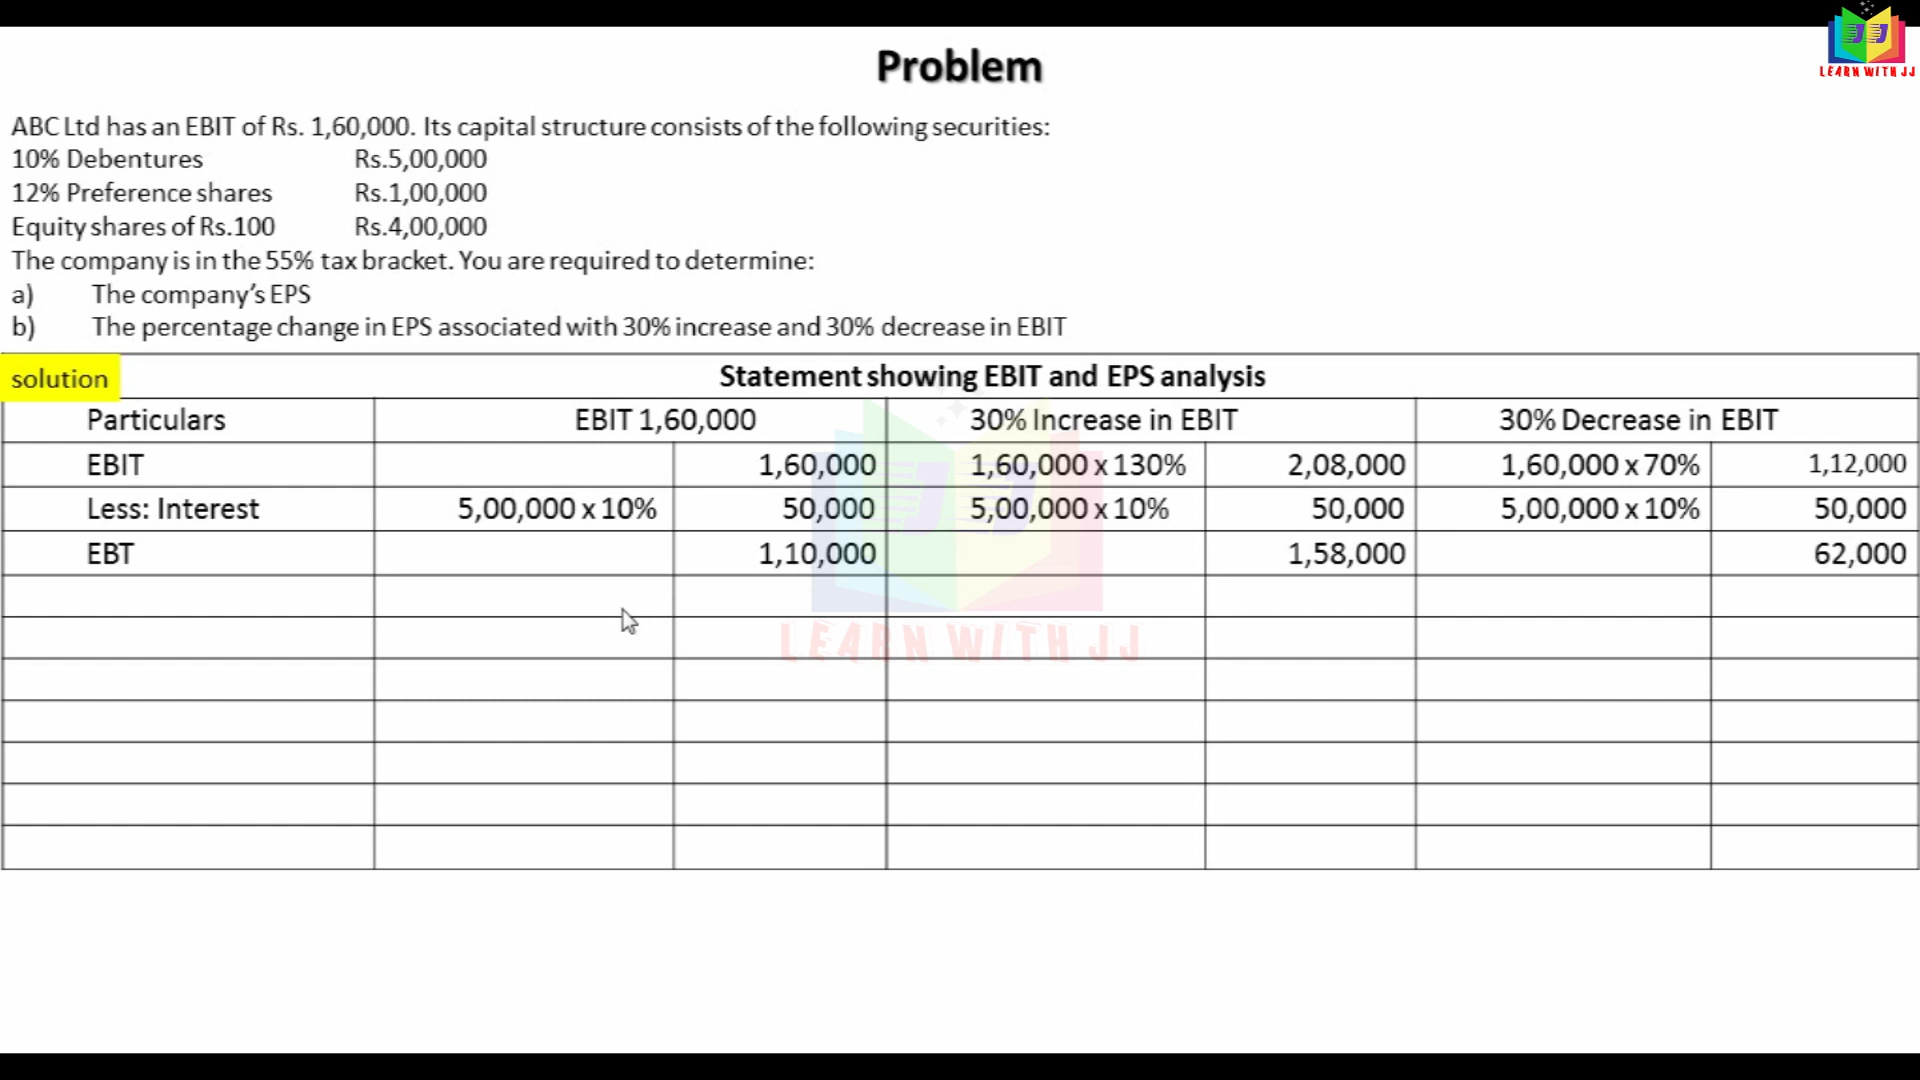 Problem
LEARN WITH JJ
ABC Ltd has an EBIT of Rs. 1,60,000. Its capital structure consists of the following securities:
10% Debentures Rs.5,00,000
12% Preference shares Rs.1,00,000
Equity shares of Rs.100 Rs.4,00,000
The company is in the 55% tax bracket. You are required to determine:
a) The company's EPS
b) The percentage change in EPS associated with 30% increase and 30% decrease in EBIT
solution Statement showing EBIT and EPS analysis
Particulars EBIT 1,60,000 30% Increase in EBIT 30% Decrease in EBIT
EBIT 1,60,000 1,60,000 x 130% 2,08,000 1,60,000 x 70% 1,12,000
Less: Interest 5,00,000 x 10% 50,000 5,00,000 x 10% 50,000 5,00,000 x 10% 50,000
EBT 1,10,000 1,58,000 62,000
LEARN WITH JJ